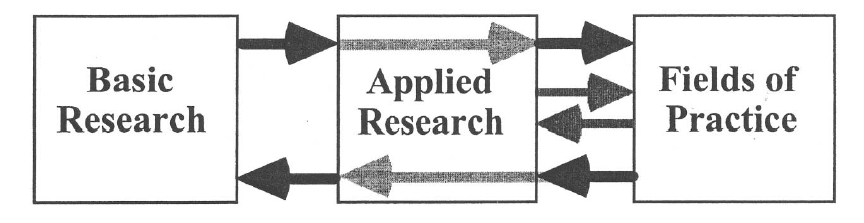 Basic
Research
Applied
Research
Fields of
Practice